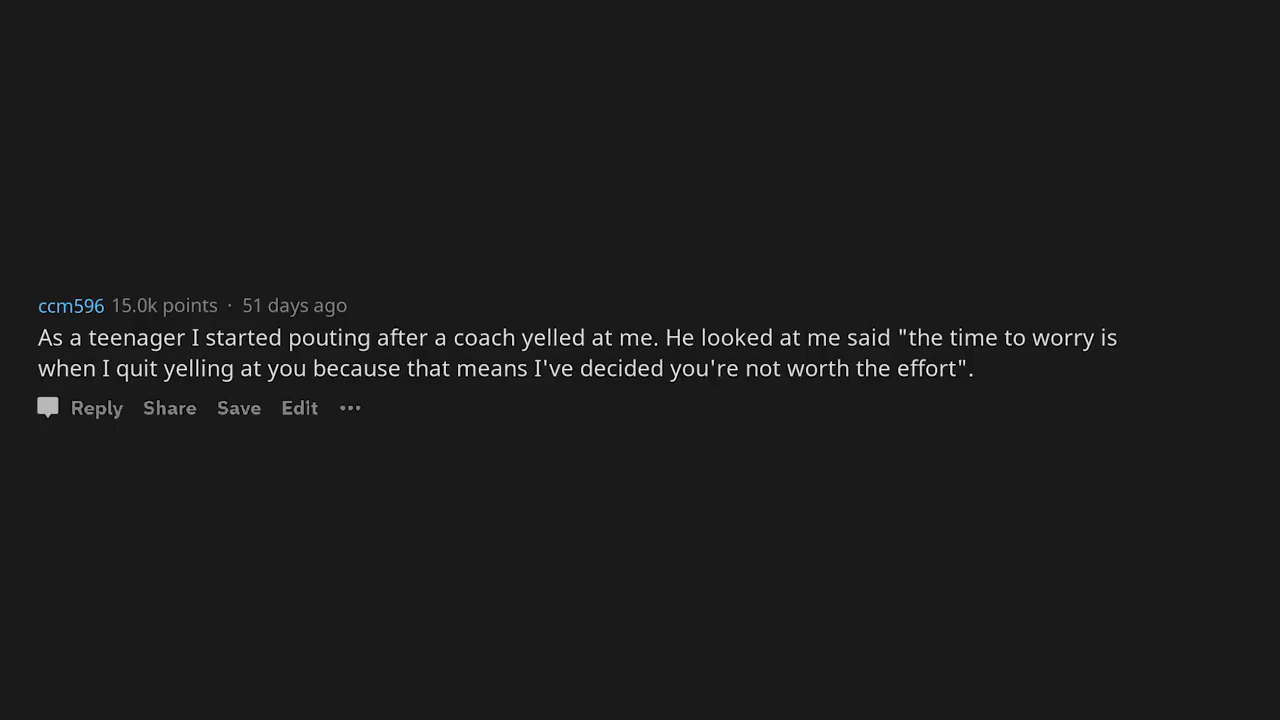 ccm596 15.0k points · 51 days ago
As a teenager I started pouting after a coach yelled at me. He looked at me said "the time to worry is
when I quit yelling at you because that means I've decided you're not worth the effort".
Reply Share Save Edit •••